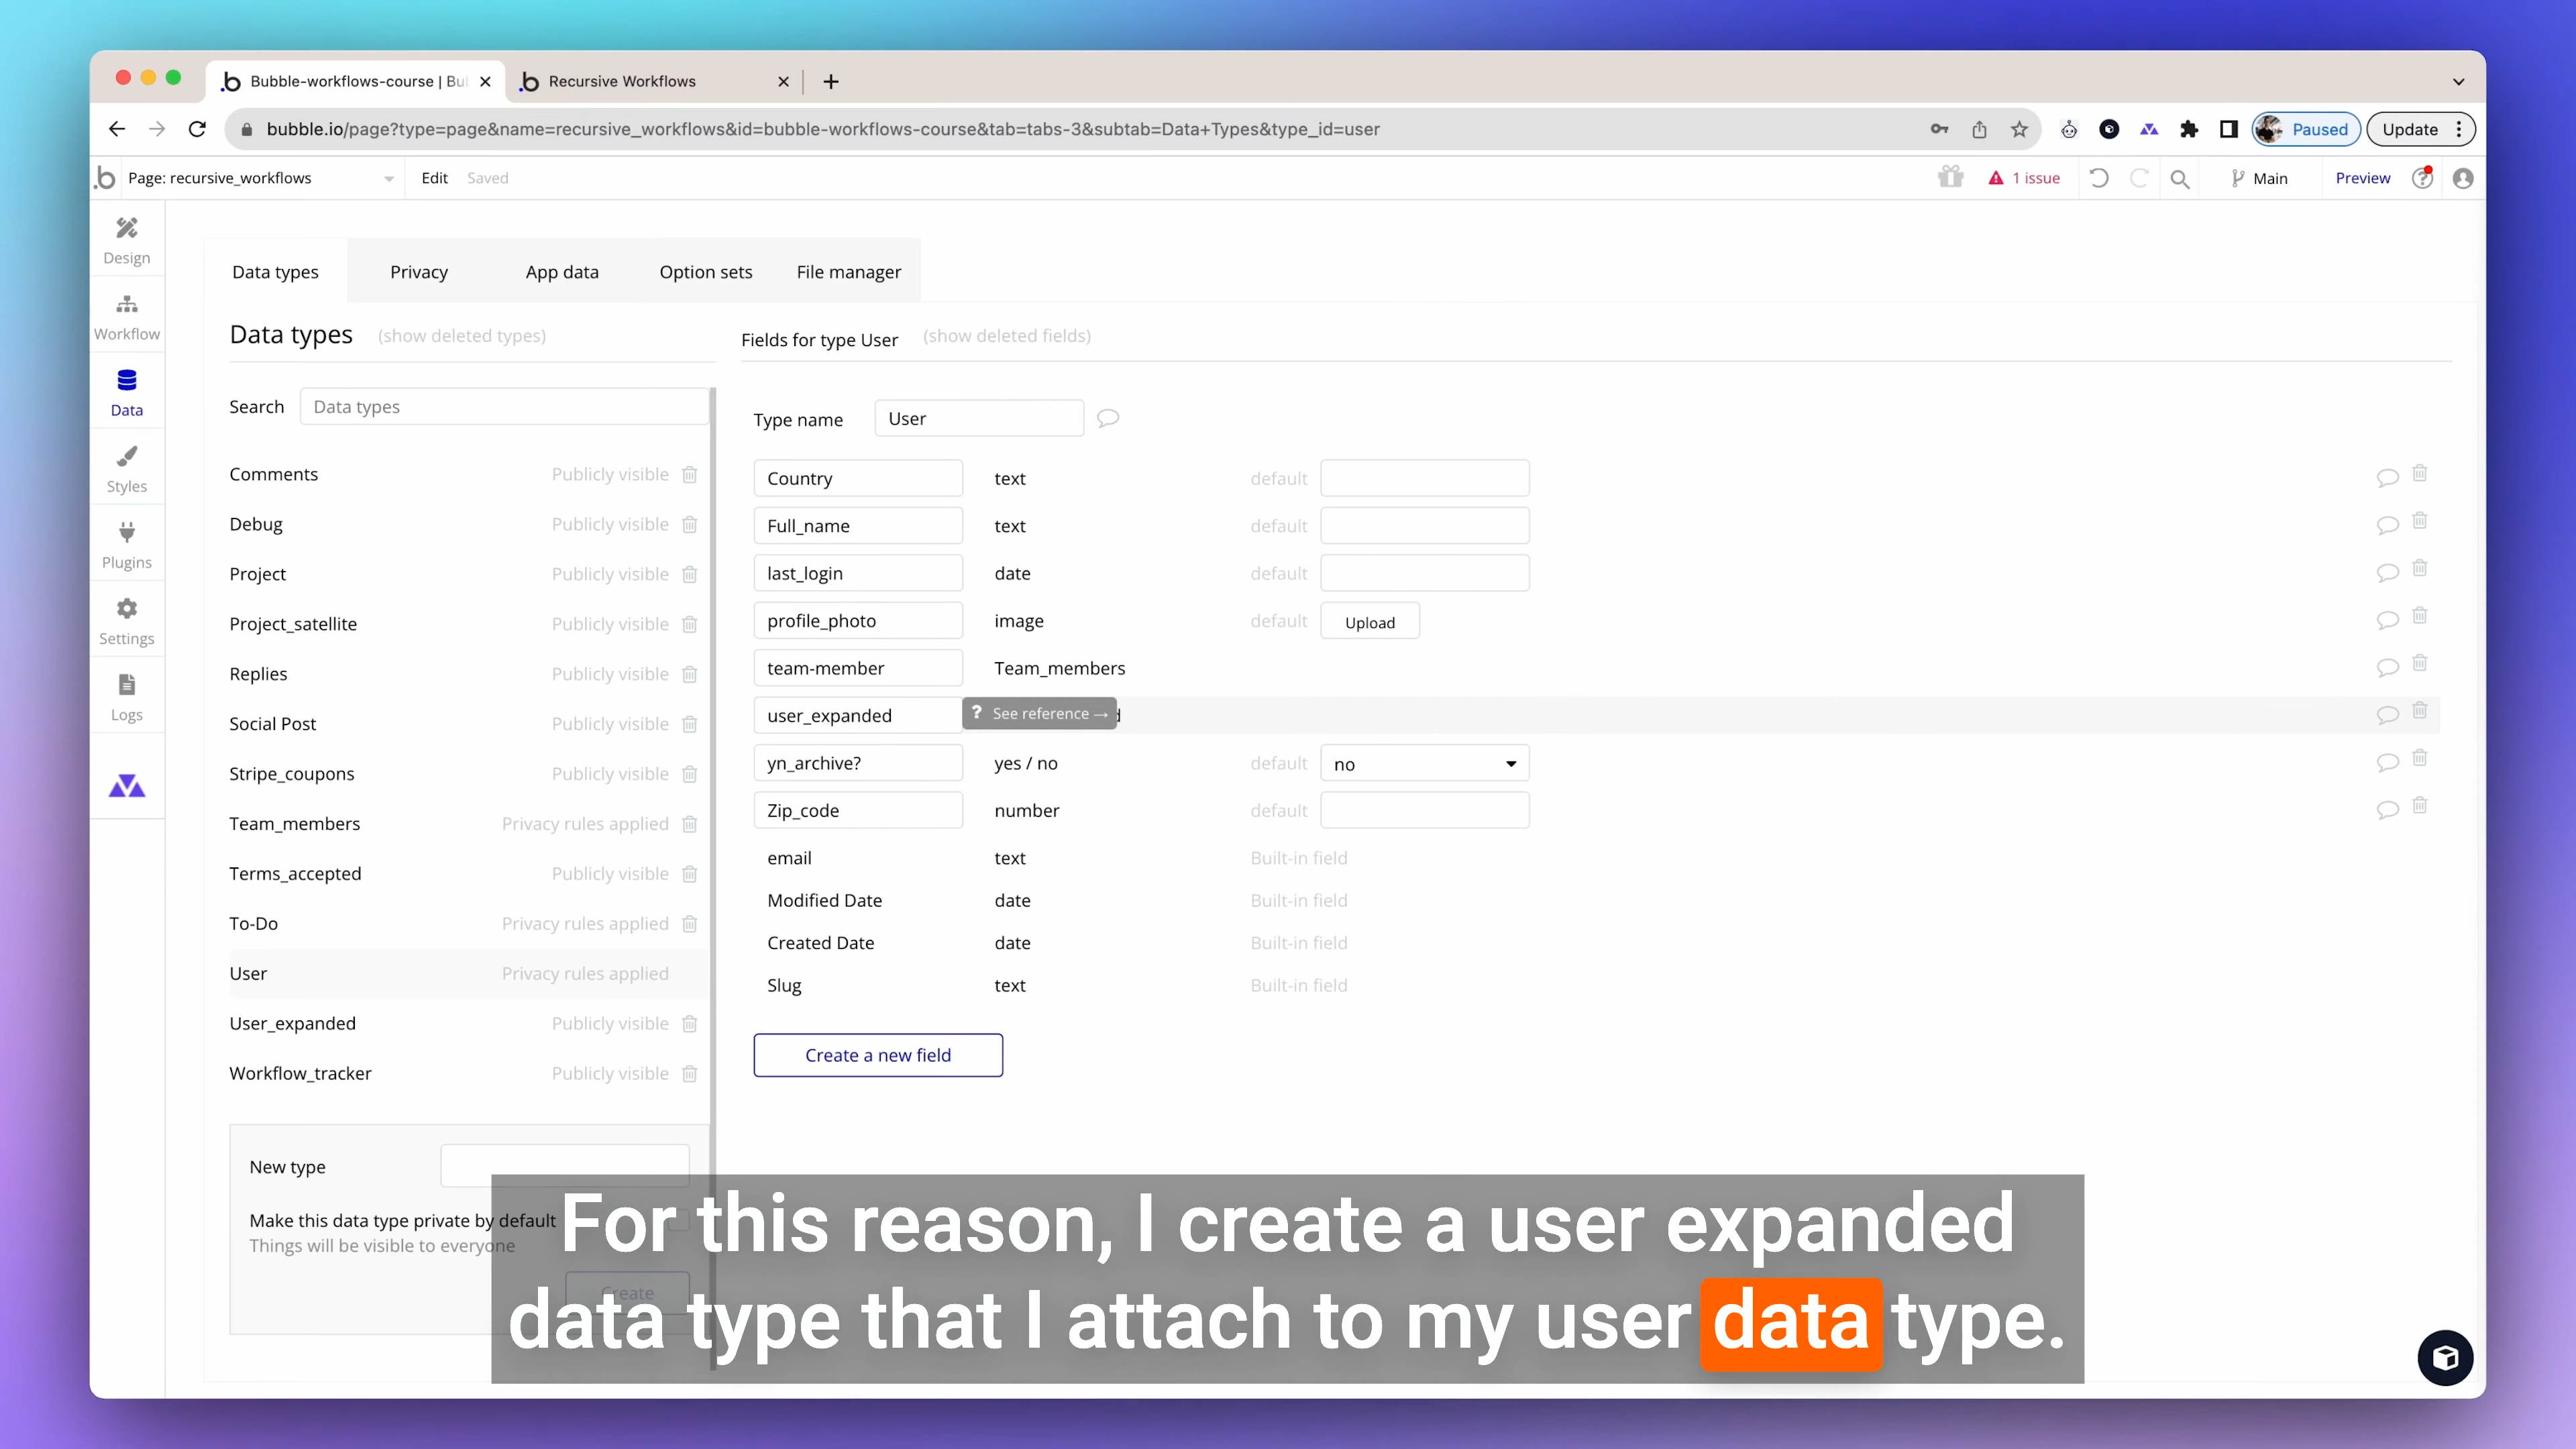 Bubble-workflows-course | Bu
Recursive Workflows
bubble.io/page?type=page&name=recursive_workflows&id=bubble-workflows-course&tab=tabs-3&subtab=Data+Types&type_id=user
Paused
Update
Page: recursive_workflows
Edit
Saved
1 issue
Main
Preview
Design
Workflow
Data
Styles
Plugins
Settings
Logs
Data types
Privacy
App data
Option sets
File manager
Data types (show deleted types)
Search
Data types
Comments Publicly visible
Debug Publicly visible
Project Publicly visible
Project_satellite Publicly visible
Replies Publicly visible
Social Post Publicly visible
Stripe_coupons Publicly visible
Team_members Privacy rules applied
Terms_accepted Publicly visible
To-Do Privacy rules applied
User Privacy rules applied
User_expanded Publicly visible
Workflow_tracker Publicly visible
New type
Make this data type private by default
Things will be visible to everyone
Create
Fields for type User (show deleted fields)
Type name User
Country text default
Full_name text default
last_login date default
profile_photo image default Upload
team-member Team_members
user_expanded ? See reference →
yn_archive? yes / no default no
Zip_code number default
email text Built-in field
Modified Date date Built-in field
Created Date date Built-in field
Slug text Built-in field
Create a new field
For this reason, I create a user expanded
data type that I attach to my user data type.